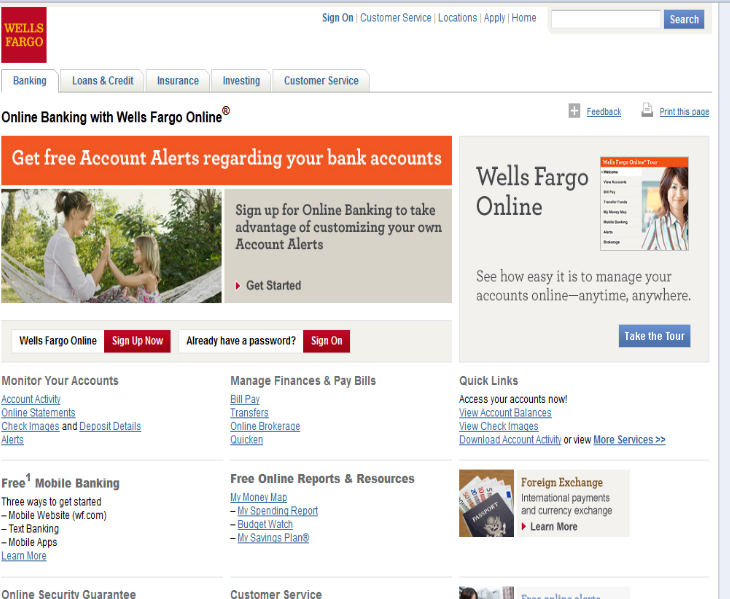 WELLS
FARGO
Sign On | Customer Service | Locations | Apply | Home
Search
Banking
Loans & Credit
Insurance
Investing
Customer Service
Online Banking with Wells Fargo Online®
Feedback
Print this page
Get free Account Alerts regarding your bank accounts
Sign up for Online Banking to take
advantage of customizing your own
Account Alerts
Get Started
Wells Fargo
Online
Wells Fargo Online® Tour
Welcome
View Accounts
Bill Pay
Transfer Funds
My Money Map
Mobile Banking
Alerts
Brokerage
See how easy it is to manage your
accounts online—anytime, anywhere.
Take the Tour
Wells Fargo Online
Sign Up Now
Already have a password?
Sign On
Monitor Your Accounts
Account Activity
Online Statements
Check Images and Deposit Details
Alerts
Manage Finances & Pay Bills
Bill Pay
Transfers
Online Brokerage
Quicken
Quick Links
Access your accounts now!
View Account Balances
View Check Images
Download Account Activity or view More Services >>
Free1 Mobile Banking
Three ways to get started
– Mobile Website (wf.com)
– Text Banking
– Mobile Apps
Learn More
Free Online Reports & Resources
My Money Map
– My Spending Report
– Budget Watch
– My Savings Plan®
PASSPORT
Foreign Exchange
International payments
and currency exchange
Learn More
Online Security Guarantee
Customer Service
Free online alerts